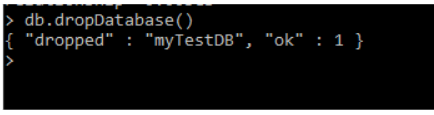 > db.dropDatabase()
{ "dropped" : "myTestDB", "ok" : 1 }
>